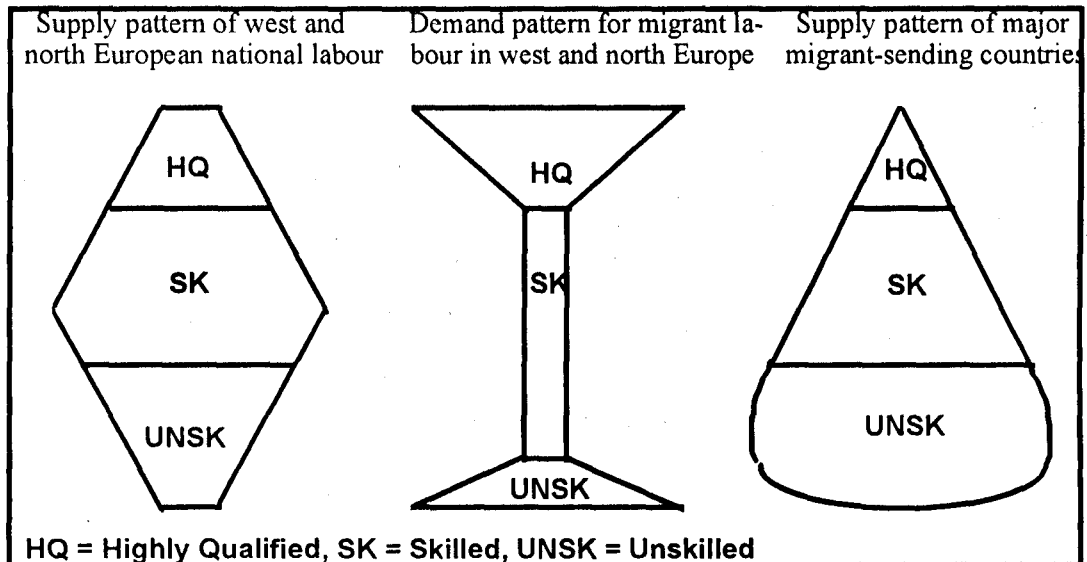 Supply pattern of west and
north European national labour
Demand pattern for migrant la-
bour in west and north Europe
Supply pattern of major
migrant-sending countries
HQ
SK
UNSK
HQ
SK
UNSK
HQ
SK
UNSK
HQ = Highly Qualified, SK = Skilled, UNSK = Unskilled